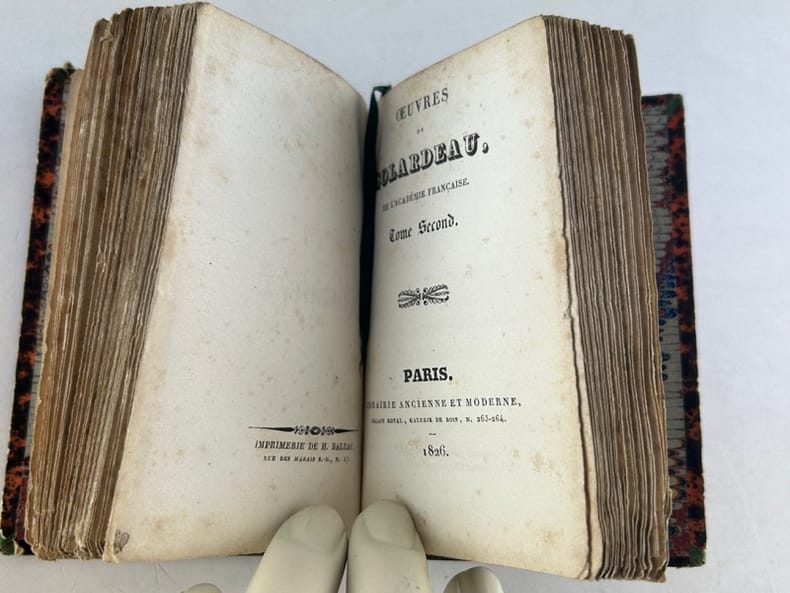 IMPRIMERIE DE H. BALZAC
RUE DES MARAIS S.-G., N. 17
ŒUVRES
DE
COLARDEAU,
DE L'ACADÉMIE FRANÇAISE.
Tome Second.
PARIS.
LIBRAIRIE ANCIENNE ET MODERNE,
PALAIS ROYAL, GALERIE DE BOIS, N. 263-264.
1826.